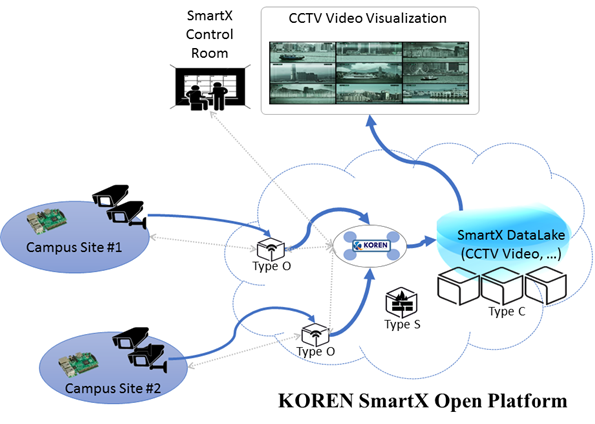 SmartX
Control
Room
CCTV Video Visualization
Campus Site #1
Type O
KOREN
SmartX DataLake
(CCTV Video, ...)
Type C
Type S
Type O
Campus Site #2
KOREN SmartX Open Platform